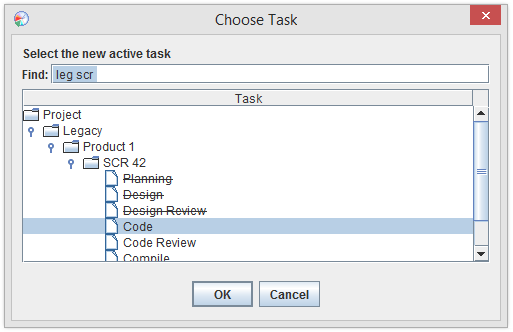 Choose Task
Select the new active task
Find: leg scr
Task
Project
Legacy
Product 1
SCR 42
Planning
Design
Design Review
Code
Code Review
Compile
OK Cancel